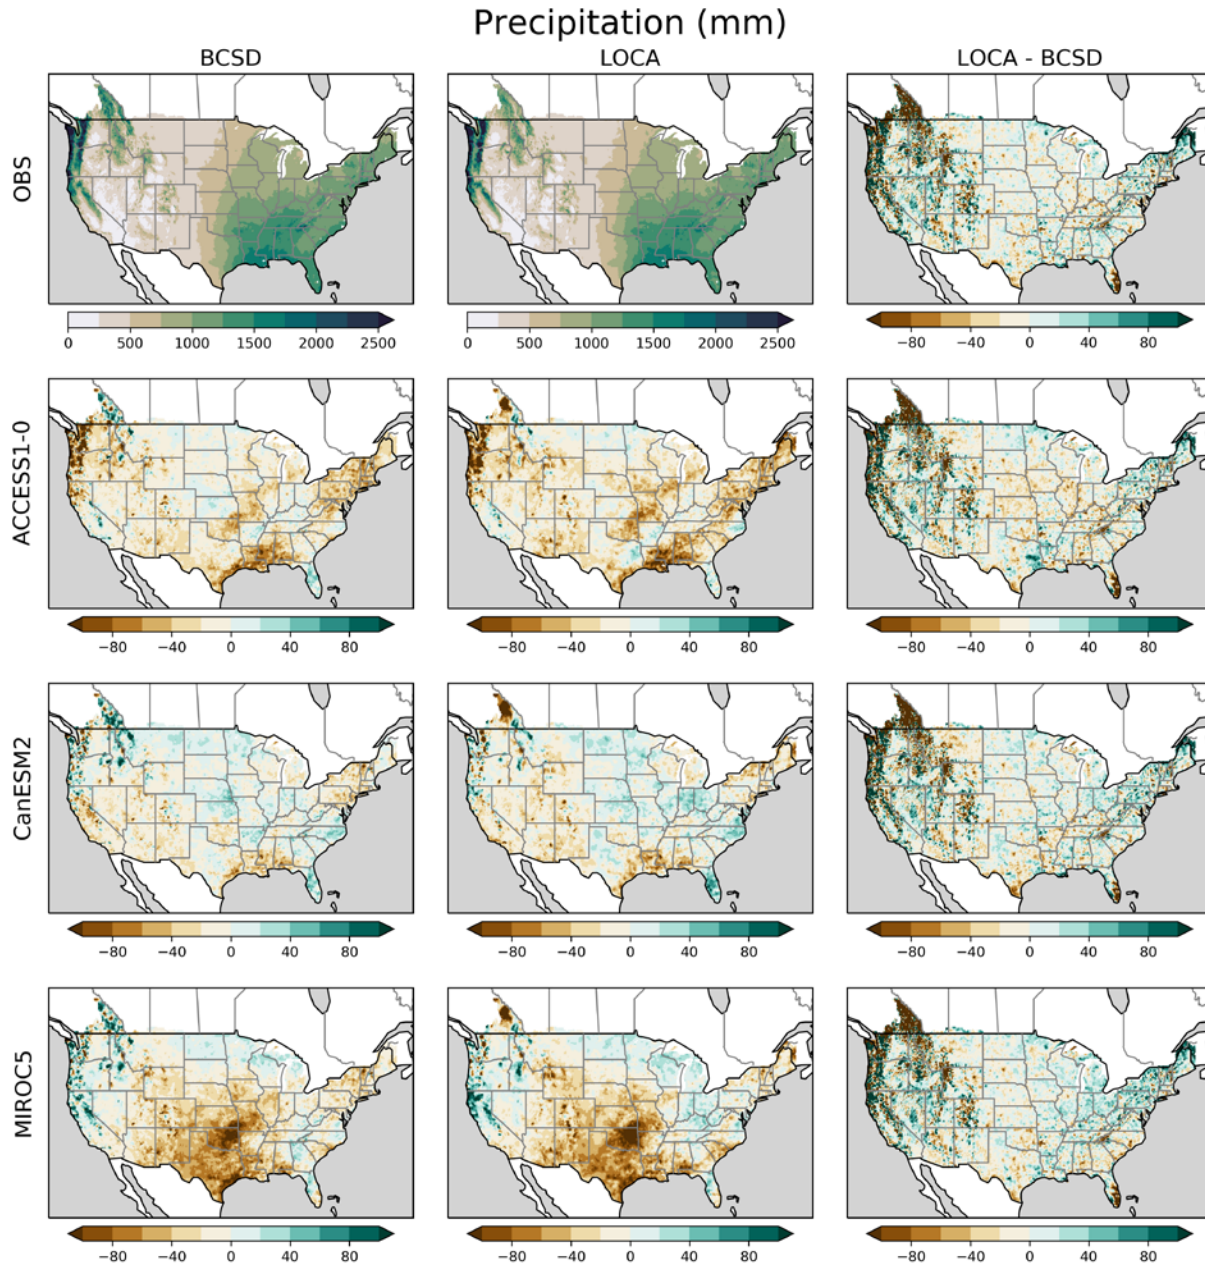 Precipitation (mm)
BCSD LOCA LOCA - BCSD
OBS
0 500 1000 1500 2000 2500 0 500 1000 1500 2000 2500 −80 −40 0 40 80
ACCESS1-0
−80 −40 0 40 80 −80 −40 0 40 80 −80 −40 0 40 80
CanESM2
−80 −40 0 40 80 −80 −40 0 40 80 −80 −40 0 40 80
MIROC5
−80 −40 0 40 80 −80 −40 0 40 80 −80 −40 0 40 80